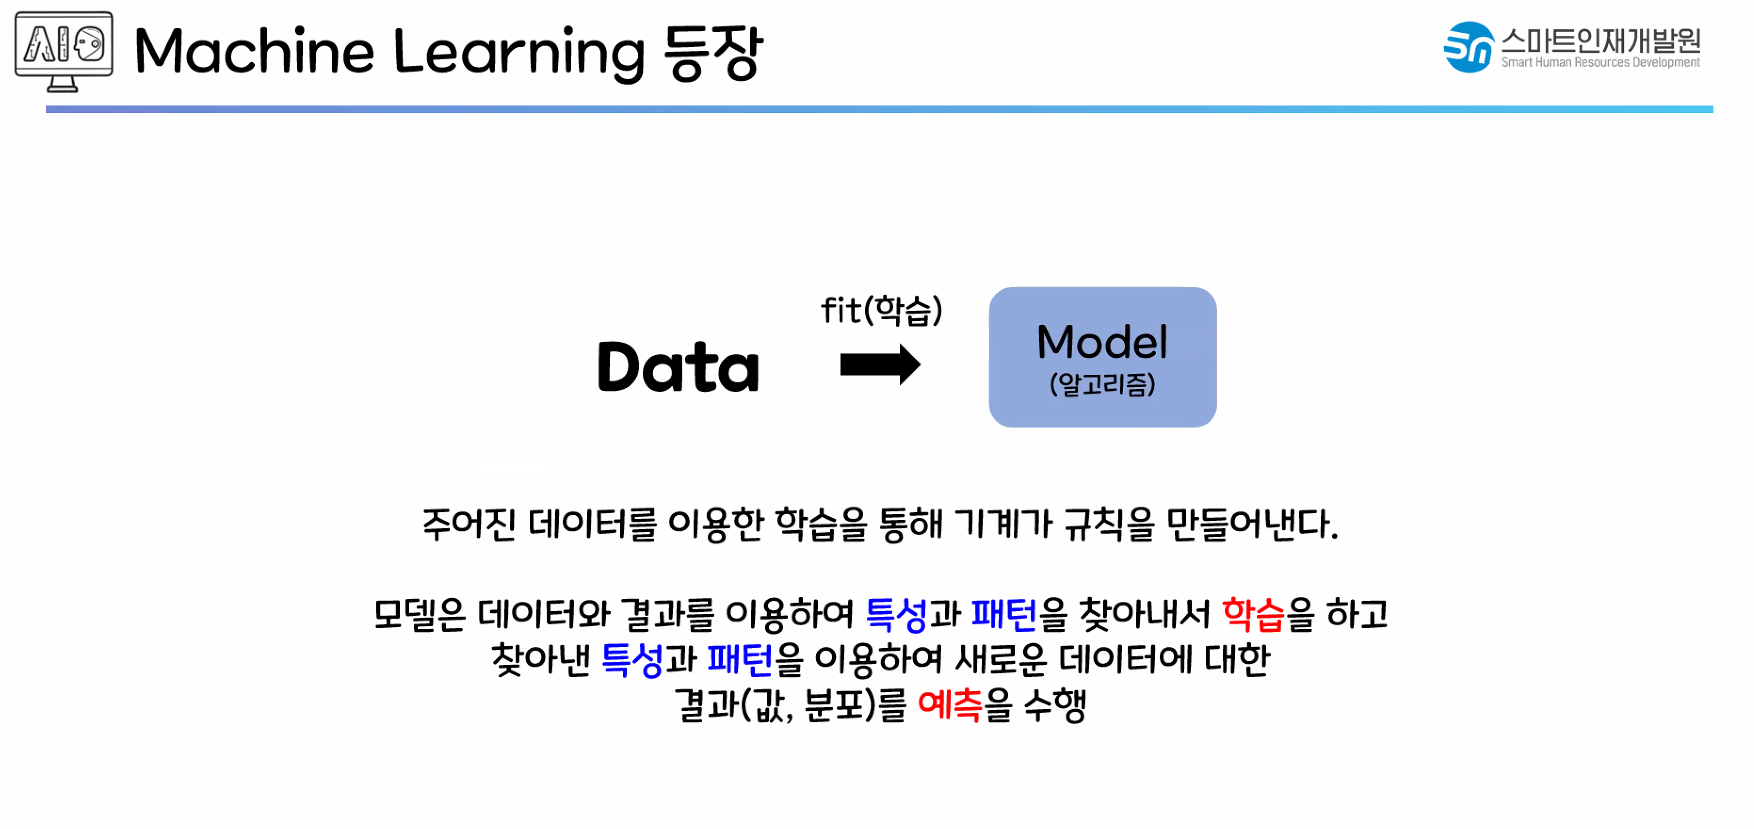 AI
Machine Learning 등장
스마트인재개발원
Smart Human Resources Development
fit(학습)
Data
Model
(알고리즘)
주어진 데이터를 이용한 학습을 통해 기계가 규칙을 만들어낸다.
모델은 데이터와 결과를 이용하여 특성과 패턴을 찾아내서 학습을 하고
찾아낸 특성과 패턴을 이용하여 새로운 데이터에 대한
결과(값, 분포)를 예측을 수행